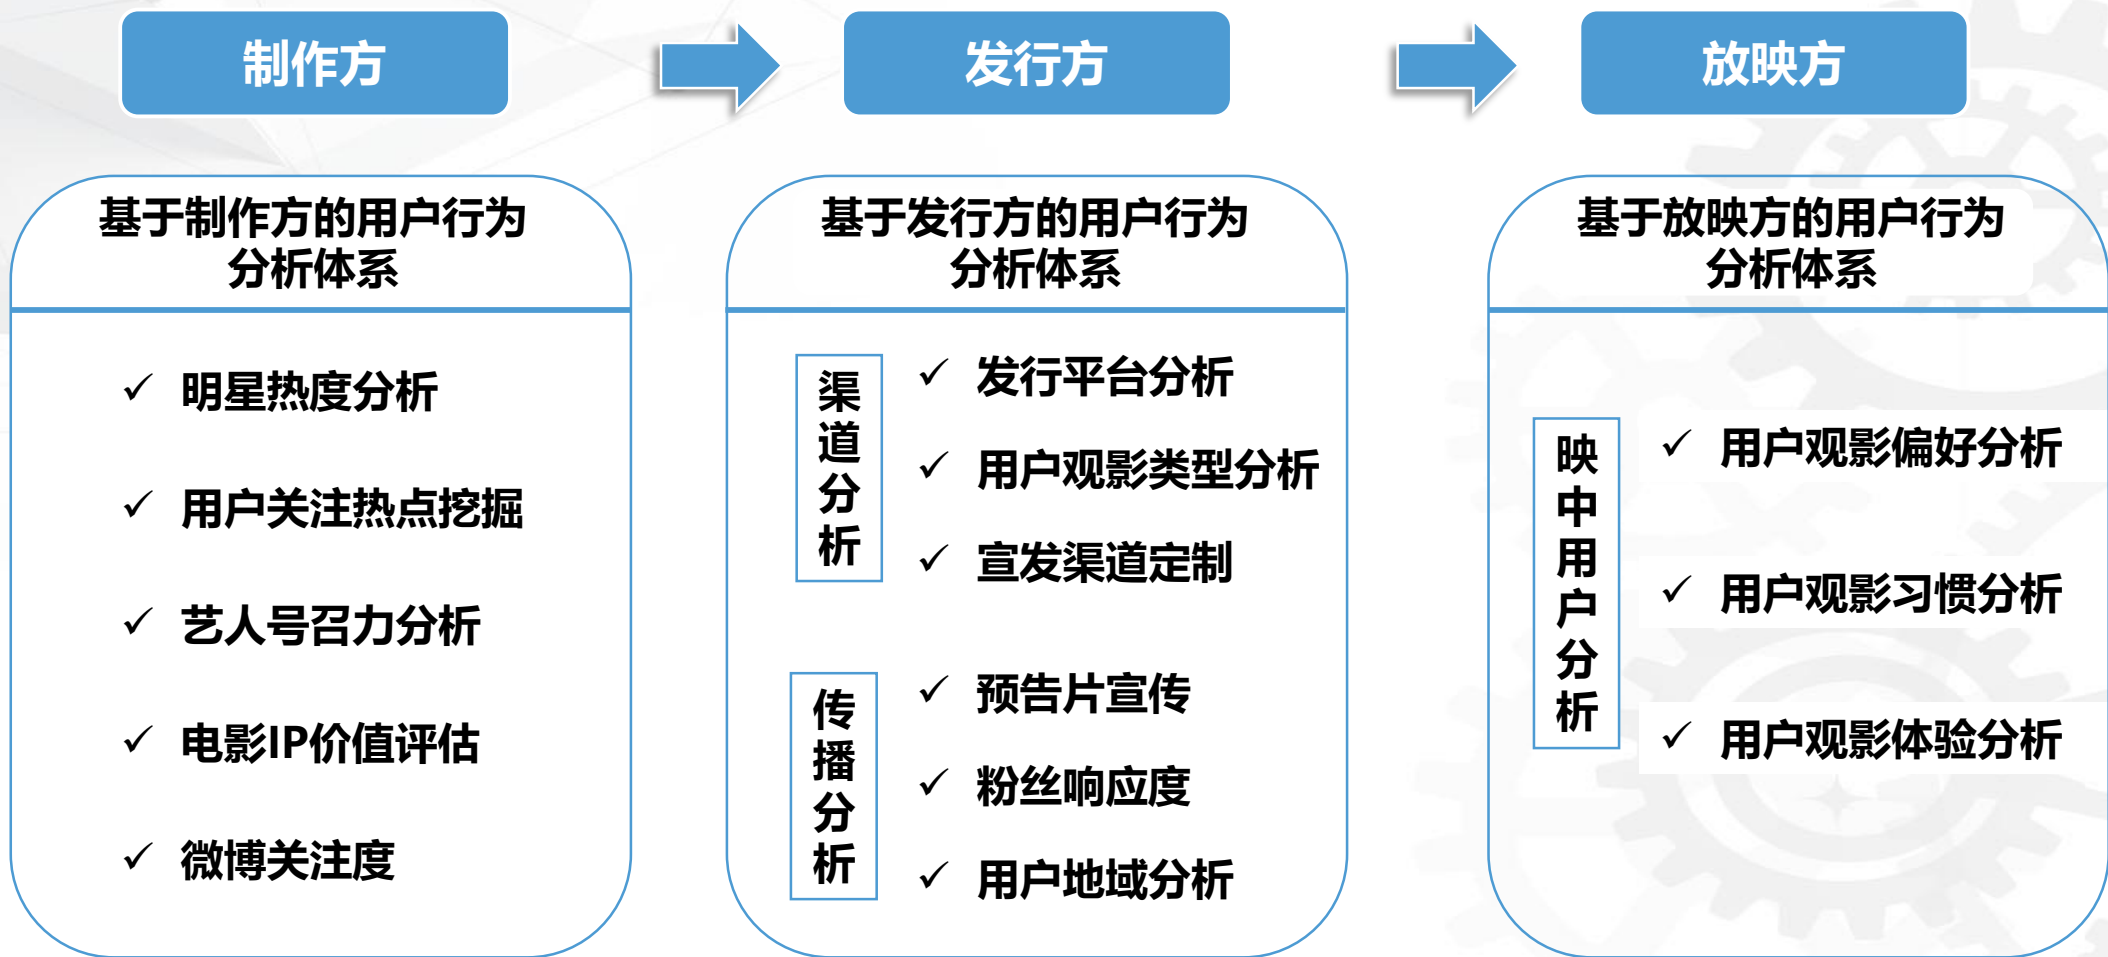 制作方
发行方
放映方
基于制作方的用户行为
分析体系
✓ 明星热度分析
✓ 用户关注热点挖掘
✓ 艺人号召力分析
✓ 电影IP价值评估
✓ 微博关注度
基于发行方的用户行为
分析体系
渠道分析
✓ 发行平台分析
✓ 用户观影类型分析
✓ 宣发渠道定制
传播分析
✓ 预告片宣传
✓ 粉丝响应度
✓ 用户地域分析
基于放映方的用户行为
分析体系
映中用户分析
✓ 用户观影偏好分析
✓ 用户观影习惯分析
✓ 用户观影体验分析